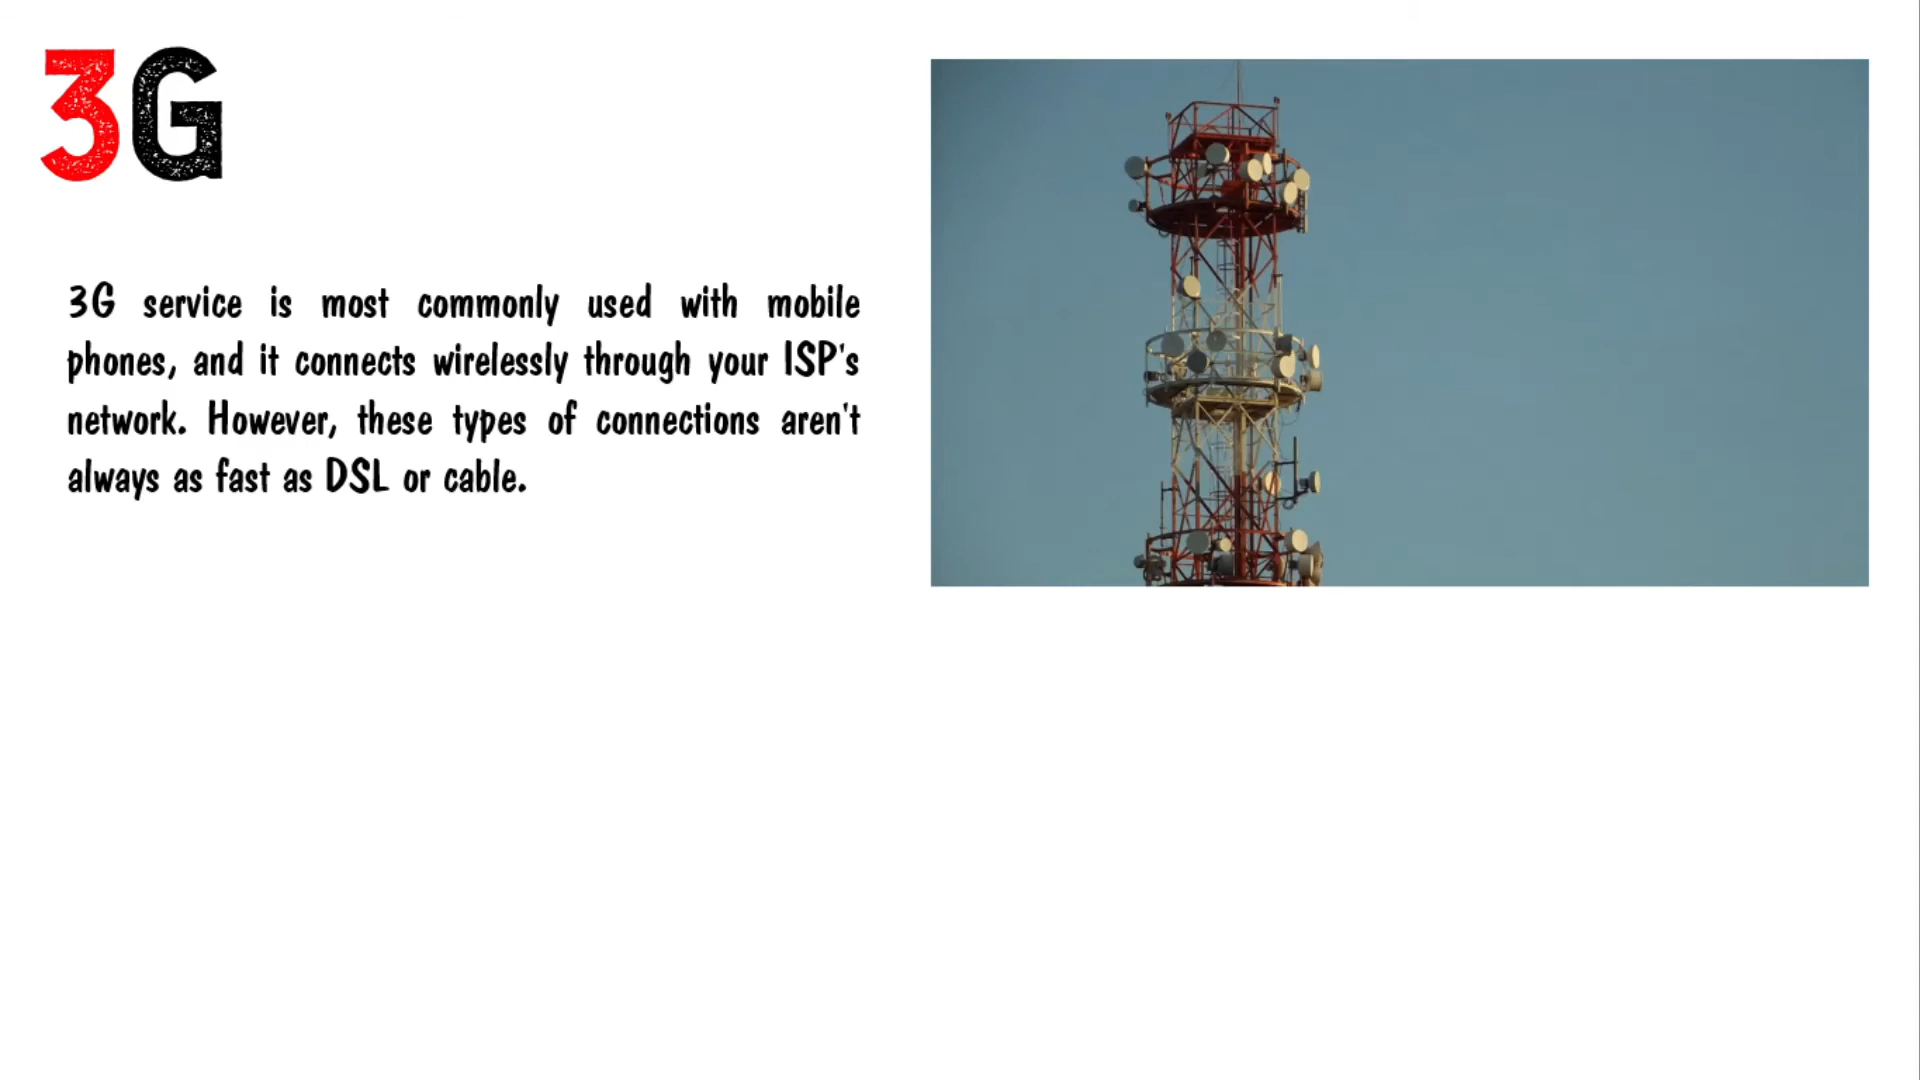 3G
3G service is most commonly used with mobile
phones, and it connects wirelessly through your ISP's
network. However, these types of connections aren't
always as fast as DSL or cable.